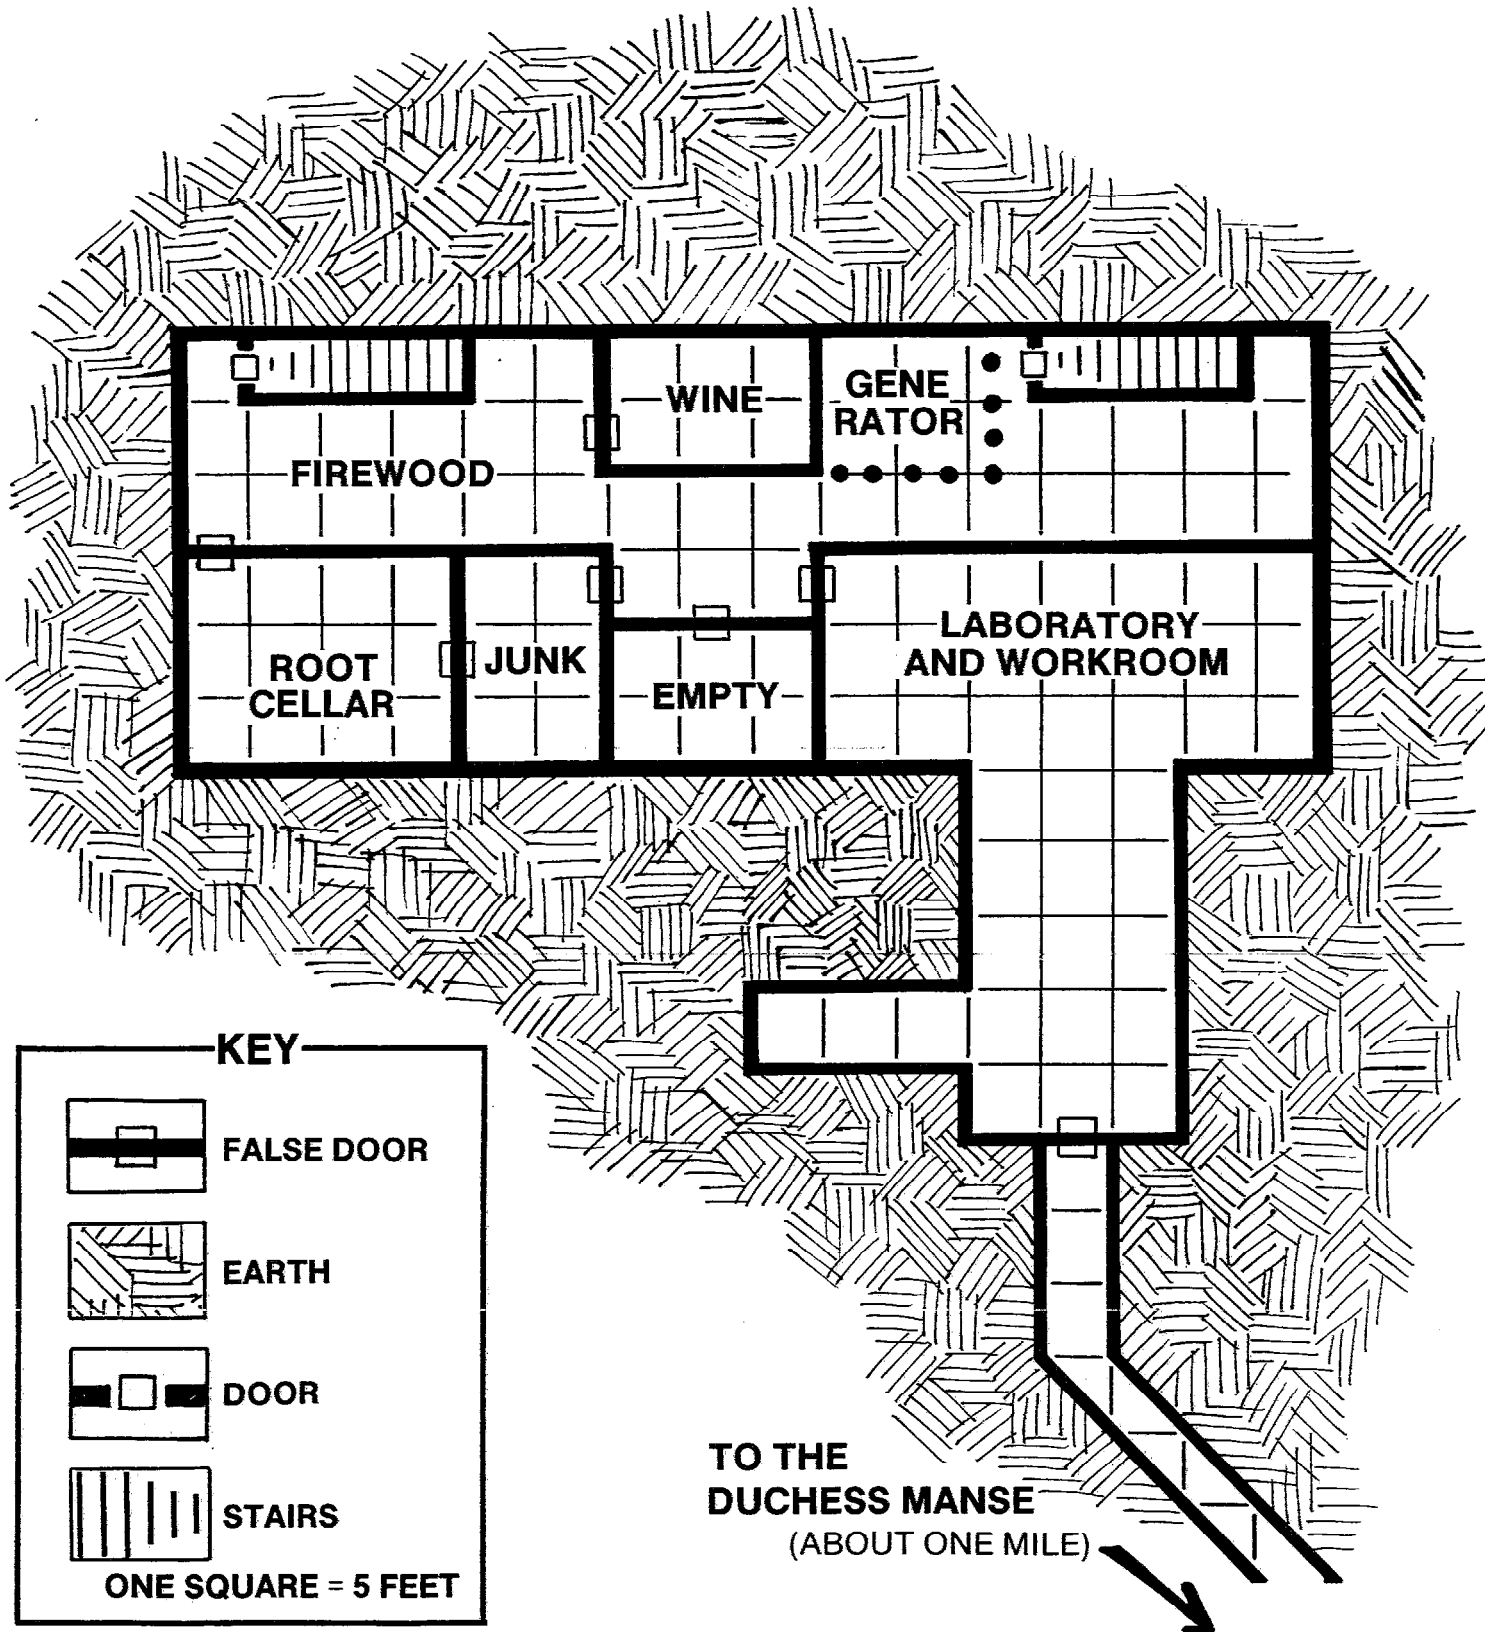 WINE
GENE
RATOR
FIREWOOD
LABORATORY
AND WORKROOM
ROOT
CELLAR
JUNK
EMPTY
KEY
FALSE DOOR
EARTH
DOOR
STAIRS
ONE SQUARE = 5 FEET
TO THE
DUCHESS MANSE
(ABOUT ONE MILE)